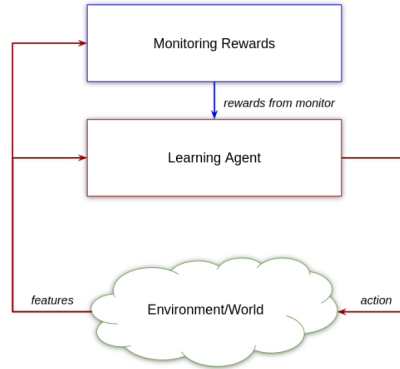 Monitoring Rewards
rewards from monitor
Learning Agent
features
Environment/World
action